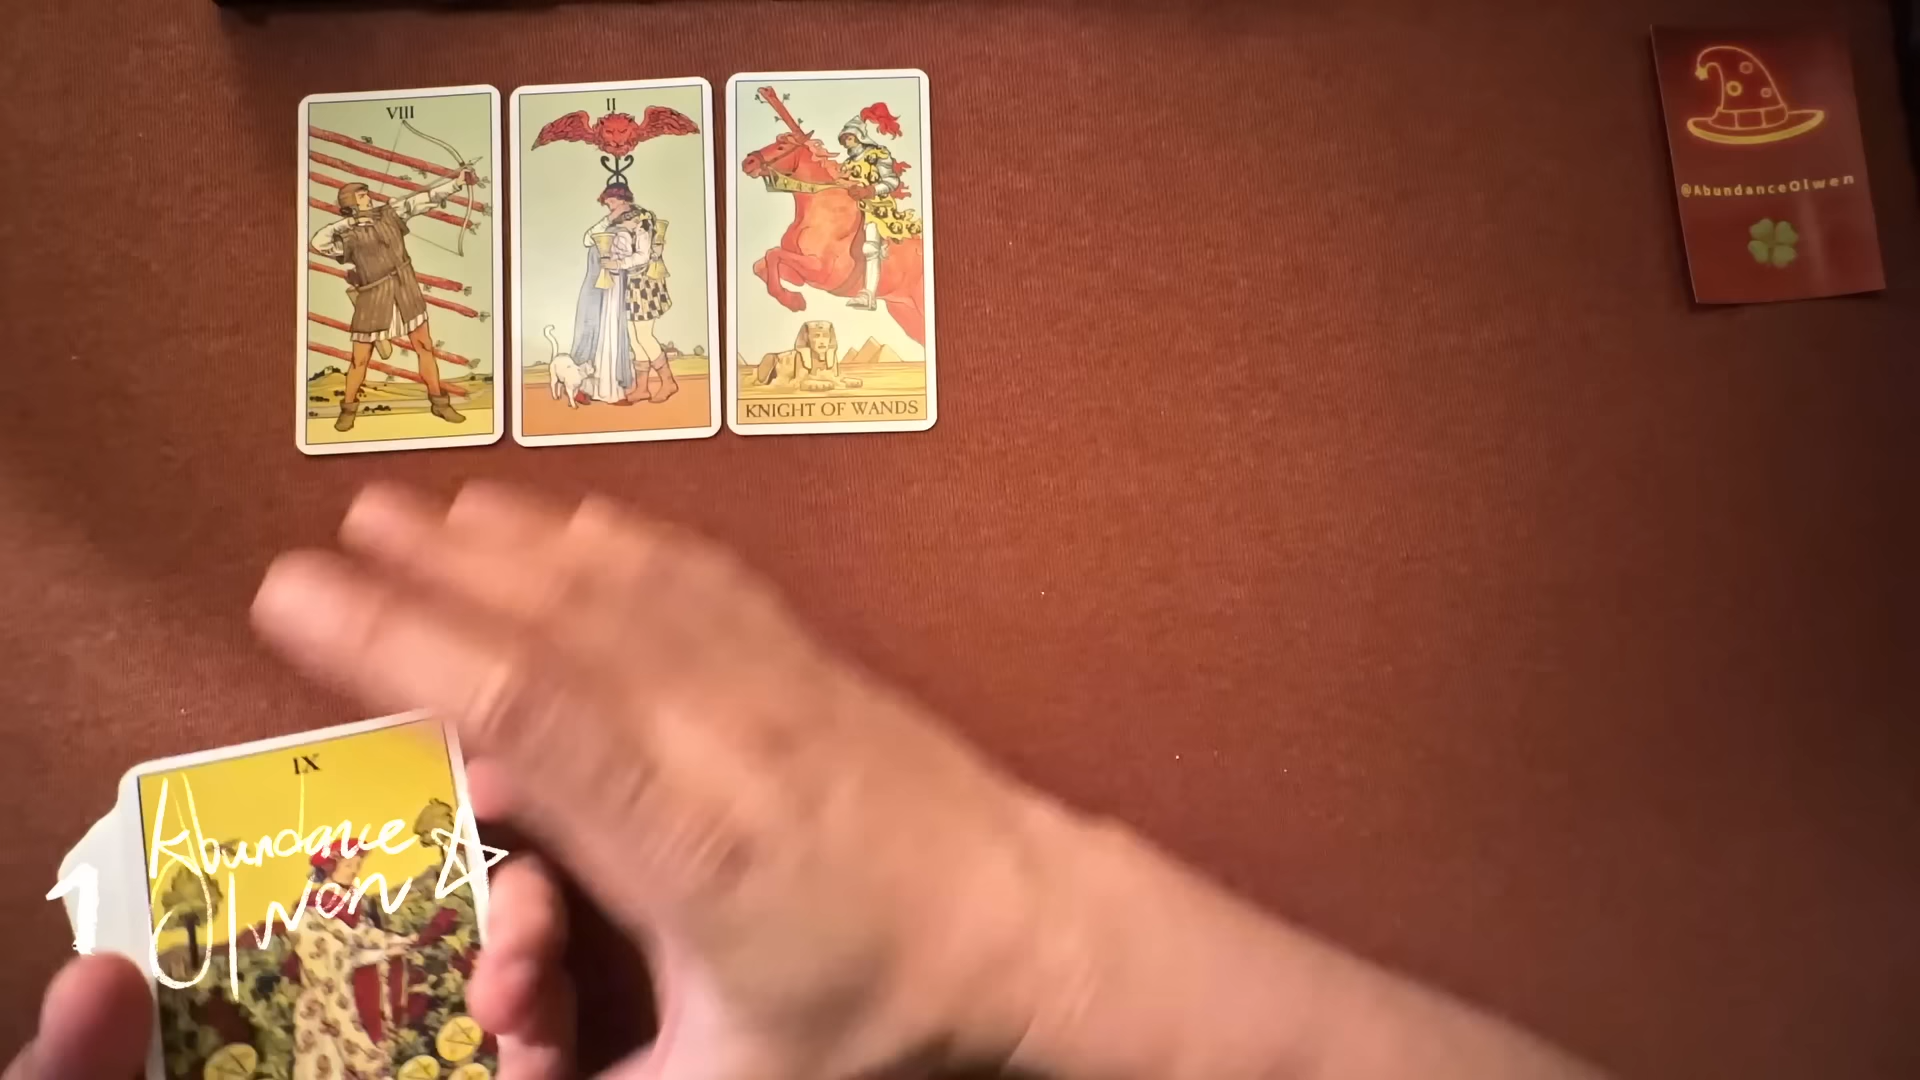 VIII
II
KNIGHT OF WANDS
@AbundanceOlwen
IX
1
Abundance
Olwen